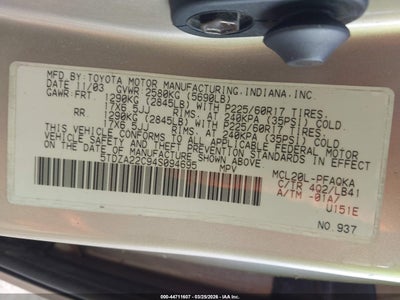 MFD. BY: TOYOTA MOTOR MANUFACTURING, INDIANA, INC.
DATE: 11/03 GVWR 2580KG (5690LB)
GAWR: FRT 1290KG (2845LB) WITH P225/60R17 TIRES,
17X6.5JJ RIMS, AT 240KPA (35PSI) COLD.
RR 1290KG (2845LB) WITH P225/60R17 TIRES,
17X6.5JJ RIMS, AT 240KPA (35PSI) COLD.
THIS VEHICLE CONFORMS TO ALL APPLICABLE
FEDERAL MOTOR VEHICLE SAFETY, BUMPER, AND
THEFT PREVENTION STANDARDS IN EFFECT ON THE
DATE OF MANUFACTURE SHOWN ABOVE.
5TDZA22C94S094695 MPV
MCL20L-PFAQKA
C/TR 4Q2/LB41
A/TM -01A/
U151E
NO. 937
000-44711607 | 03/25/2026 | IAA